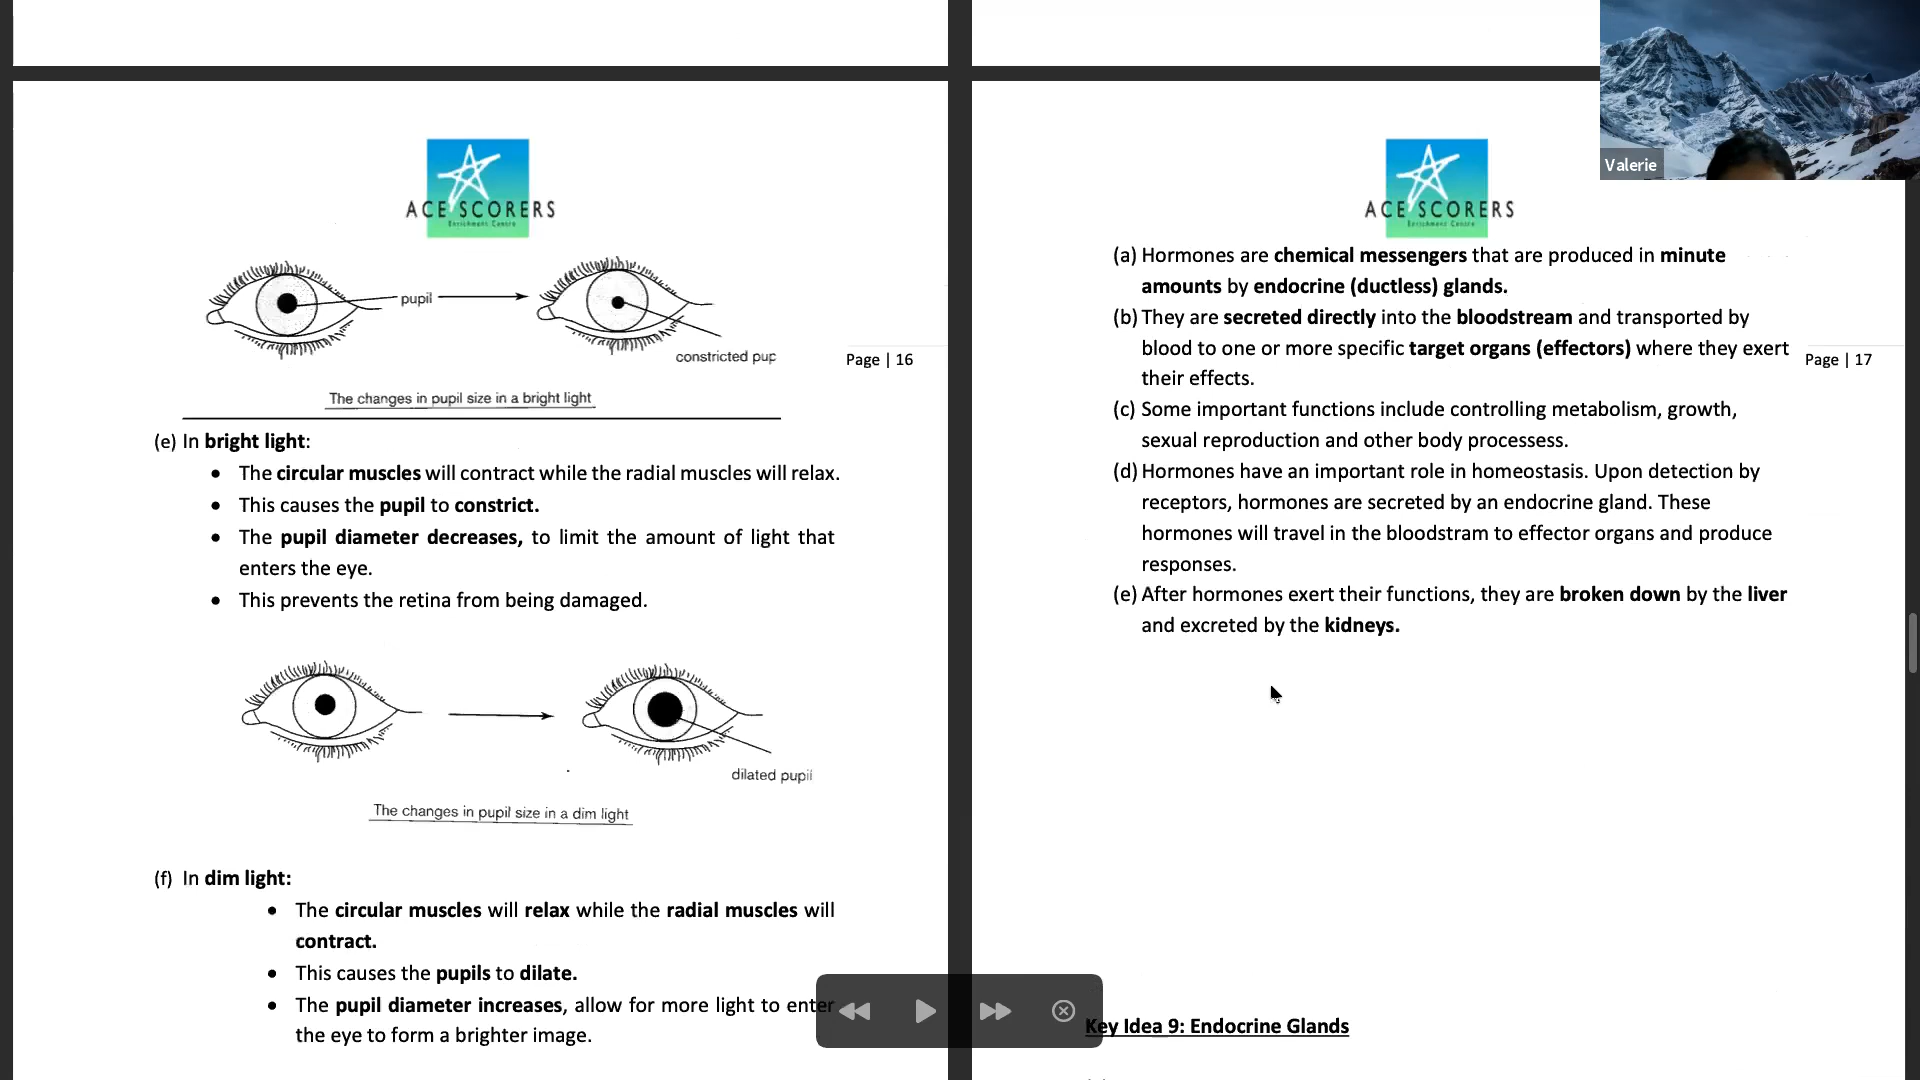 ACE SCORERS
Enrichment Centre
pupil
constricted pup
Page | 16
The changes in pupil size in a bright light
(e) In bright light:
• The circular muscles will contract while the radial muscles will relax.
• This causes the pupil to constrict.
• The pupil diameter decreases, to limit the amount of light that
enters the eye.
• This prevents the retina from being damaged.
dilated pupil
The changes in pupil size in a dim light
(f) In dim light:
• The circular muscles will relax while the radial muscles will
contract.
• This causes the pupils to dilate.
• The pupil diameter increases, allow for more light to enter
the eye to form a brighter image.
Valerie
ACE SCORERS
Enrichment Centre
(a) Hormones are chemical messengers that are produced in minute
amounts by endocrine (ductless) glands.
(b) They are secreted directly into the bloodstream and transported by
blood to one or more specific target organs (effectors) where they exert
their effects.
Page | 17
(c) Some important functions include controlling metabolism, growth,
sexual reproduction and other body processess.
(d) Hormones have an important role in homeostasis. Upon detection by
receptors, hormones are secreted by an endocrine gland. These
hormones will travel in the bloodstram to effector organs and produce
responses.
(e) After hormones exert their functions, they are broken down by the liver
and excreted by the kidneys.
Key Idea 9: Endocrine Glands